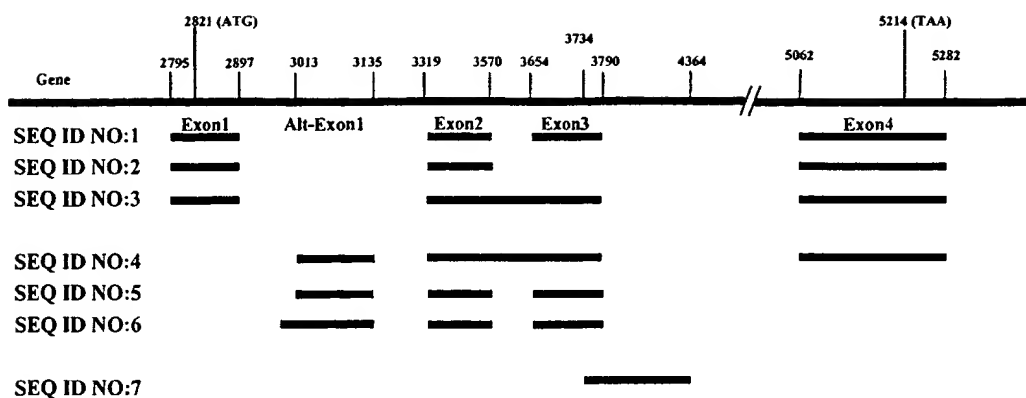 2821 (ATG) 5214 (TAA)
3734
2795 2897 3013 3135 3319 3570 3654 3790 4364 5062 5282
Gene
Exon1 Alt-Exon1 Exon2 Exon3 Exon4
SEQ ID NO:1
SEQ ID NO:2
SEQ ID NO:3
SEQ ID NO:4
SEQ ID NO:5
SEQ ID NO:6
SEQ ID NO:7